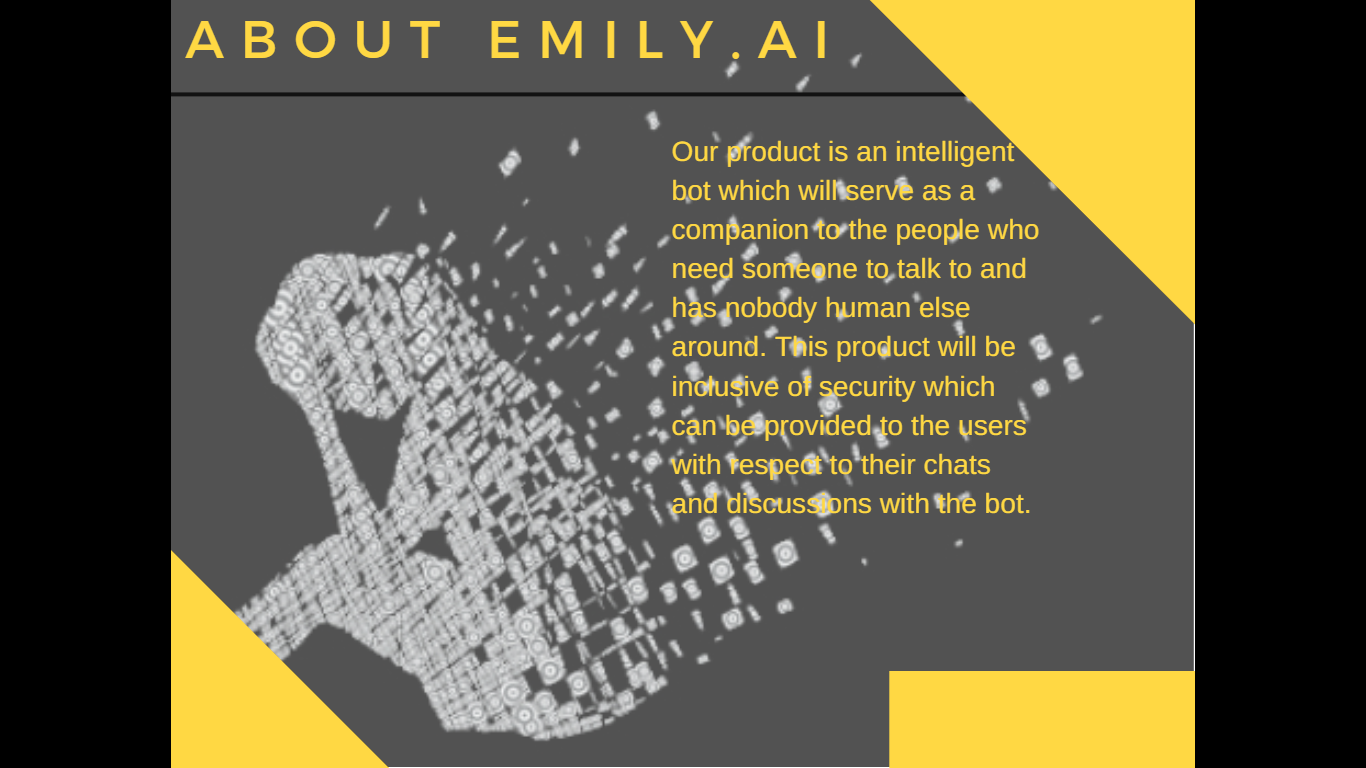 ABOUT EMILY.AI
Our product is an intelligent
bot which will serve as a
companion to the people who
need someone to talk to and
has nobody human else
around. This product will be
inclusive of security which
can be provided to the users
with respect to their chats
and discussions with the bot.